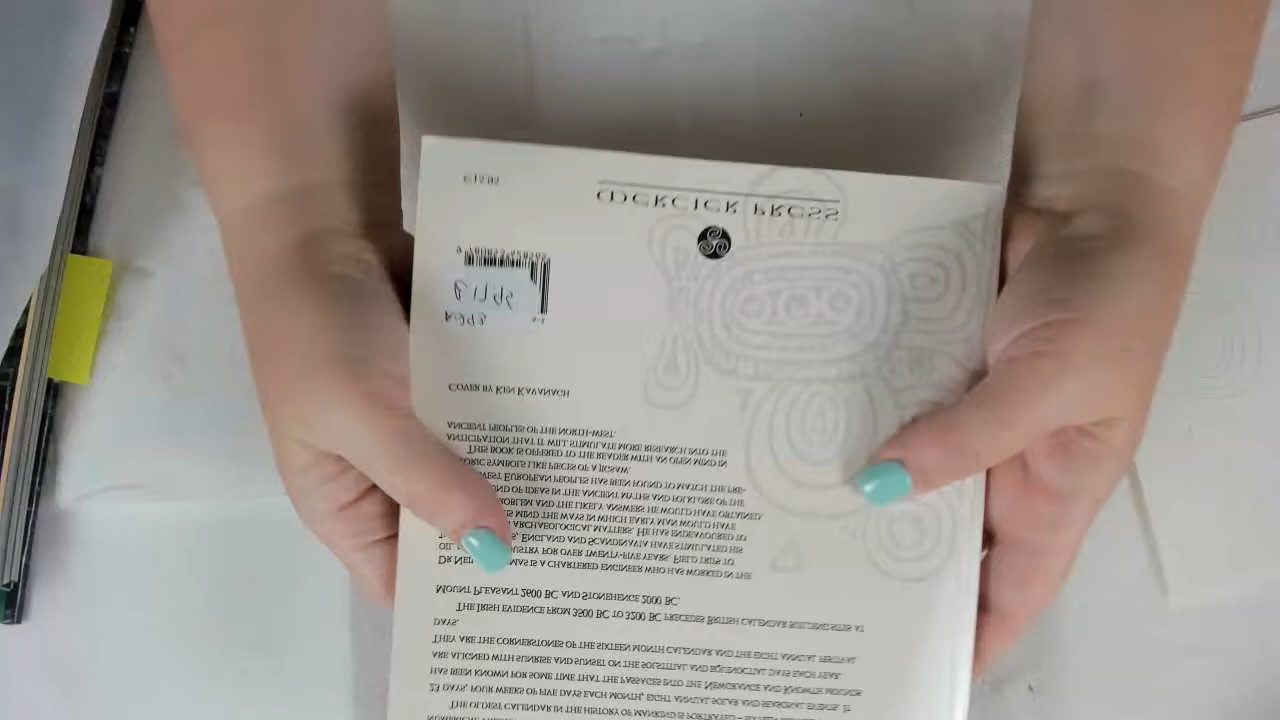 THE OLDEST CALENDAR IN THE HISTORY OF MANKIND IS PORTRAYED –
23 DAYS, FOUR WEEKS OF FIVE DAYS EACH MONTH, EIGHT ANNUAL SOLAR AND SEASONAL EVENTS. IT
HAS BEEN KNOWN FOR SOME TIME THAT THE PASSAGES INTO THE NEWGRANGE AND KNOWTH MOUNDS
ARE ALIGNED WITH SUNRISE AND SUNSET ON THE SOLSTITIAL AND EQUINOCTIAL DAYS EACH YEAR.
THEY ARE THE CORNERSTONES OF THE SIXTEEN MONTH CALENDAR AND THE EIGHT ANNUAL FESTIVAL
DAYS.
THE IRISH EVIDENCE FROM 3500 BC TO 3200 BC PRECEDES BRITISH CALENDAR BUILDING SITES AT
MOUNT PLEASANT 2600 BC AND STONEHENGE 2000 BC.
DR IS A CHARTERED ENGINEER WHO HAS WORKED IN THE
OIL FOR OVER TWENTY-FIVE YEARS. FIELD TRIPS TO
ENGLAND AND SCANDINAVIA HAVE STIMULATED HIS
ARCHAEOLOGICAL MATTERS. HE HAS ENDEAVOURED TO
MIND THE WAYS IN WHICH EARLY MAN WOULD HAVE
AND THE LIKELY ANSWERS HE WOULD HAVE OBTAINED.
OF IDEAS IN THE ANCIENT MYTHS AND FOLKLORE OF THE
EUROPEAN PEOPLES HAS BEEN FOUND TO MATCH THE PRE-
SYMBOLS LIKE PIECES OF A JIGSAW.
THIS BOOK IS OFFERED TO THE READER WITH AN OPEN MIND IN
ANTICIPATION THAT IT WILL STIMULATE MORE RESEARCH INTO THE
ANCIENT PEOPLES OF THE NORTH-WEST.
COVER BY KEN KAVANAGH
MERCIER PRESS